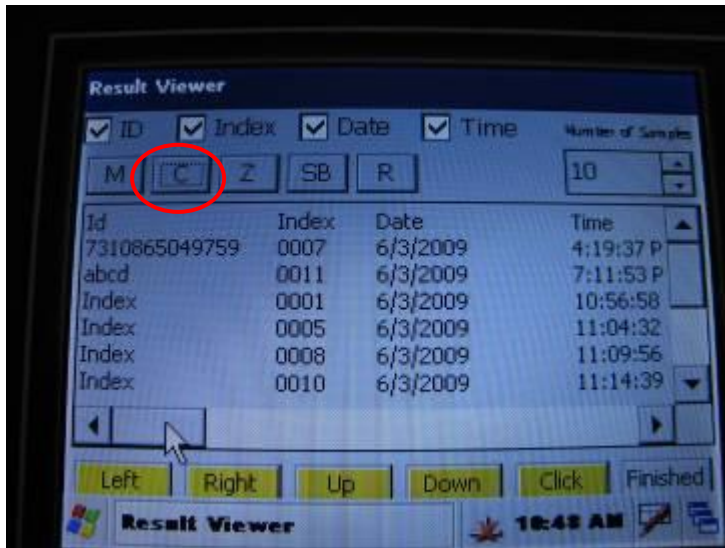 Result Viewer
ID Index Date Time Number of Samples
M C Z SB R 10
Id Index Date Time
7310865049759 0007 6/3/2009 4:19:37 P
abcd 0011 6/3/2009 7:11:53 P
Index 0001 6/3/2009 10:56:58
Index 0005 6/3/2009 11:04:32
Index 0008 6/3/2009 11:09:56
Index 0010 6/3/2009 11:14:39
Left Right Up Down Click Finished
Result Viewer 10:48 AM